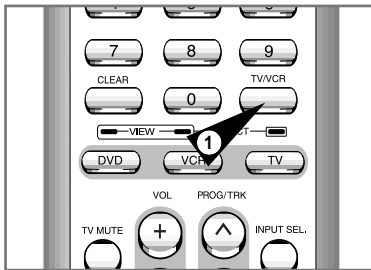 7 8 9
CLEAR TV/VCR
0
VIEW
1
DVD VCR TV
VOL PROG/TRK
TV MUTE + INPUT SEL.